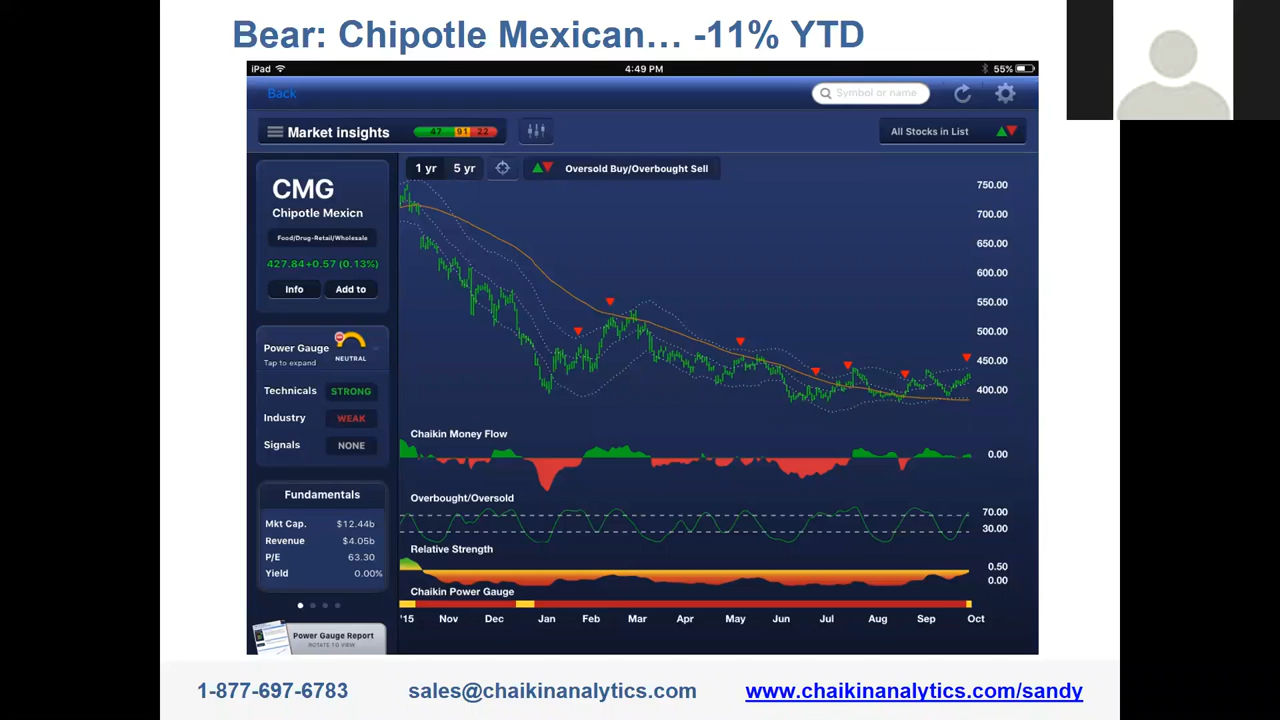 Bear: Chipotle Mexican... -11% YTD
iPad
4:49 PM
55%
Back
Symbol or name
Market insights
47 91 22
All Stocks in List
1 yr 5 yr
Oversold Buy/Overbought Sell
CMG
Chipotle Mexicn
Food/Drug-Retail/Wholesale
427.84+0.57 (0.13%)
Info Add to
Power Gauge
Tap to expand
NEUTRAL
Technicals STRONG
Industry WEAK
Signals NONE
Fundamentals
Mkt Cap. $12.44b
Revenue $4.05b
P/E 63.30
Yield 0.00%
Power Gauge Report
ROTATE TO VIEW
750.00
700.00
650.00
600.00
550.00
500.00
450.00
400.00
Chaikin Money Flow
0.00
Overbought/Oversold
70.00
30.00
Relative Strength
0.50
0.00
Chaikin Power Gauge
'15 Nov Dec Jan Feb Mar Apr May Jun Jul Aug Sep Oct
1-877-697-6783 sales@chaikinanalytics.com www.chaikinanalytics.com/sandy